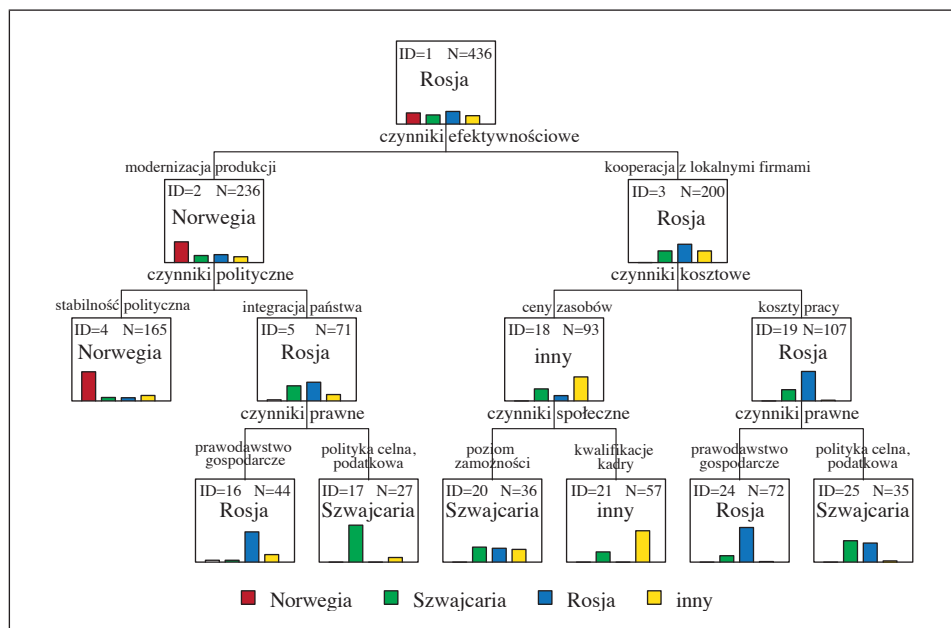 ID=1 N=436
Rosja
czynniki efektywnościowe
modernizacja produkcji
kooperacja z lokalnymi firmami
ID=2 N=236
Norwegia
czynniki polityczne
ID=3 N=200
Rosja
czynniki kosztowe
stabilność polityczna
integracja państwa
ceny zasobów
koszty pracy
ID=4 N=165
Norwegia
ID=5 N=71
Rosja
czynniki prawne
ID=18 N=93
inny
czynniki społeczne
ID=19 N=107
Rosja
czynniki prawne
prawodawstwo
gospodarcze
polityka celna,
podatkowa
poziom
zamożności
kwalifikacje
kadry
prawodawstwo
gospodarcze
polityka celna,
podatkowa
ID=16 N=44
Rosja
ID=17 N=27
Szwajcaria
ID=20 N=36
Szwajcaria
ID=21 N=57
inny
ID=24 N=72
Rosja
ID=25 N=35
Szwajcaria
Norwegia Szwajcaria Rosja inny